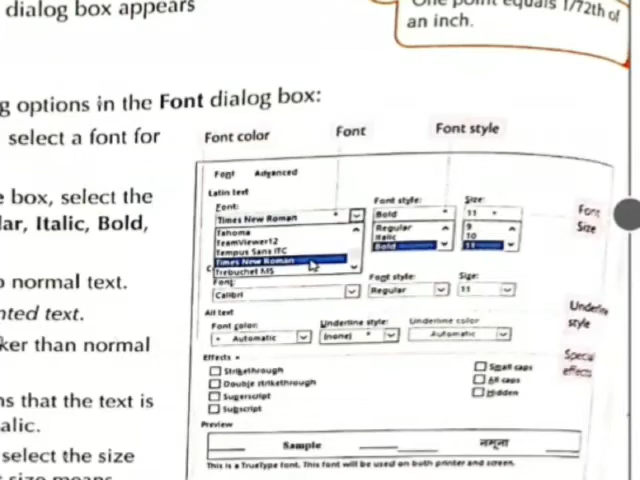 dialog box appears
One point equals 1/72th of
an inch.
g options in the Font dialog box:
select a font for
Font color
Font
Font style
Font Advanced
Latin text
Font:
Font style:
Size:
Times New Roman
Bold
11
Tahoma
TeamViewer12
Tempus Sans ITC
Times New Roman
Trebuchet MS
Regular
Italic
Bold
9
10
11
Font
Size
e box, select the
lar, Italic, Bold,
o normal text.
nted text.
ker than normal
ns that the text is
alic.
select the size
size means
Font:
Font style:
Size:
Calibri
Regular
11
Underline
style
All text
Font color:
Underline style:
Underline color
Automatic
(none)
Automatic
Special
effects
Effects
Strikethrough
Double strikethrough
Superscript
Subscript
Small caps
All caps
Hidden
Preview
Sample
नमूना
This is a TrueType font. This font will be used on both printer and screen.